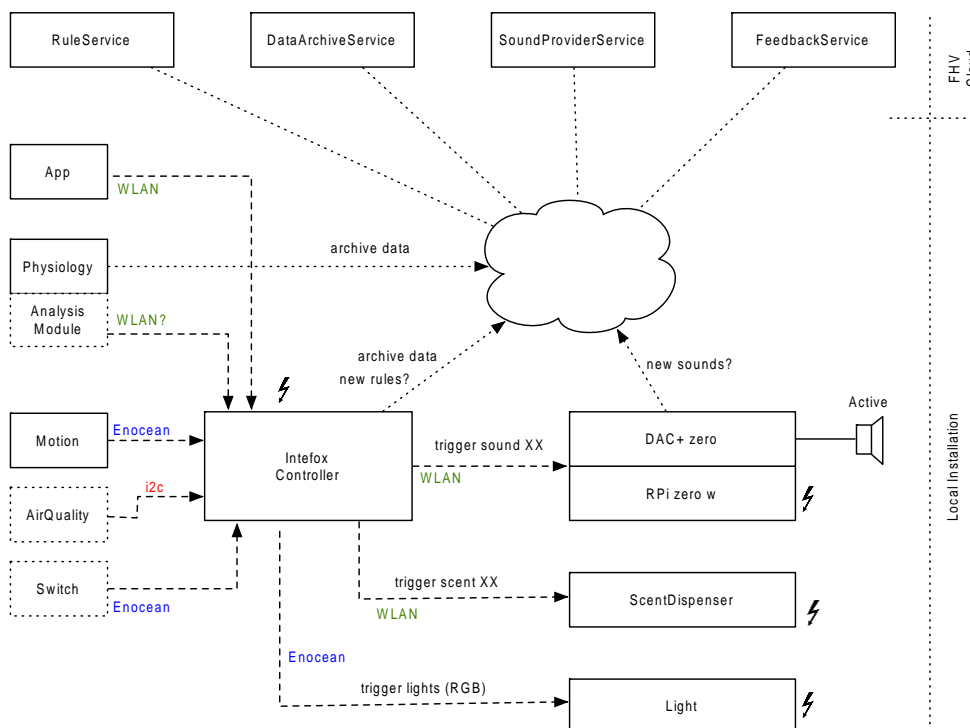 RuleService
DataArchiveService
SoundProviderService
FeedbackService
FHV
Cloud
App
WLAN
Physiology
archive data
Analysis
Module
WLAN?
archive data
new rules?
new sounds?
Motion
Enocean
Intefox
Controller
trigger sound XX
WLAN
DAC+ zero
RPi zero w
Active
AirQuality
i2c
Switch
Enocean
trigger scent XX
WLAN
ScentDispenser
Enocean
trigger lights (RGB)
Light
Local Installation